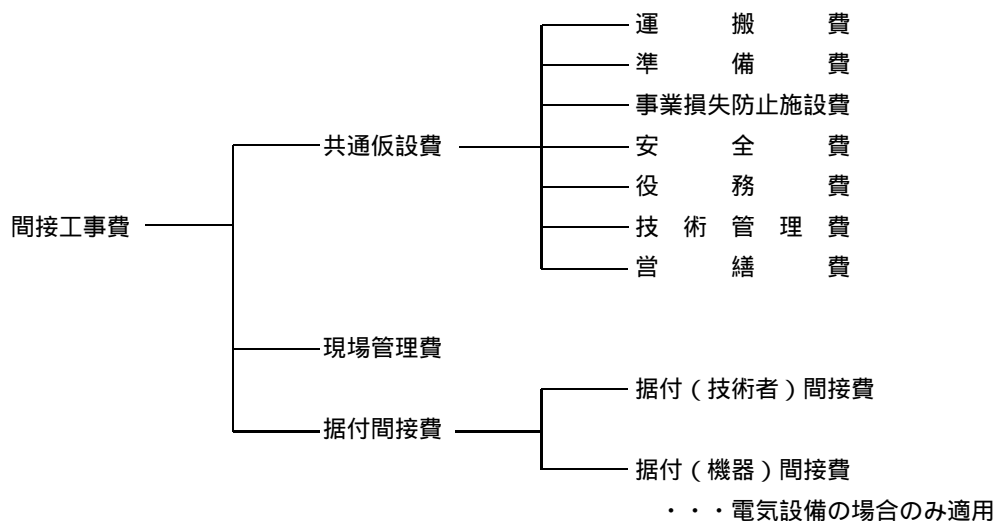 運搬費
準備費
事業損失防止施設費
共通仮設費
安全費
役務費
間接工事費
技術管理費
営繕費
現場管理費
据付(技術者)間接費
据付間接費
据付(機器)間接費
・・・電気設備の場合のみ適用